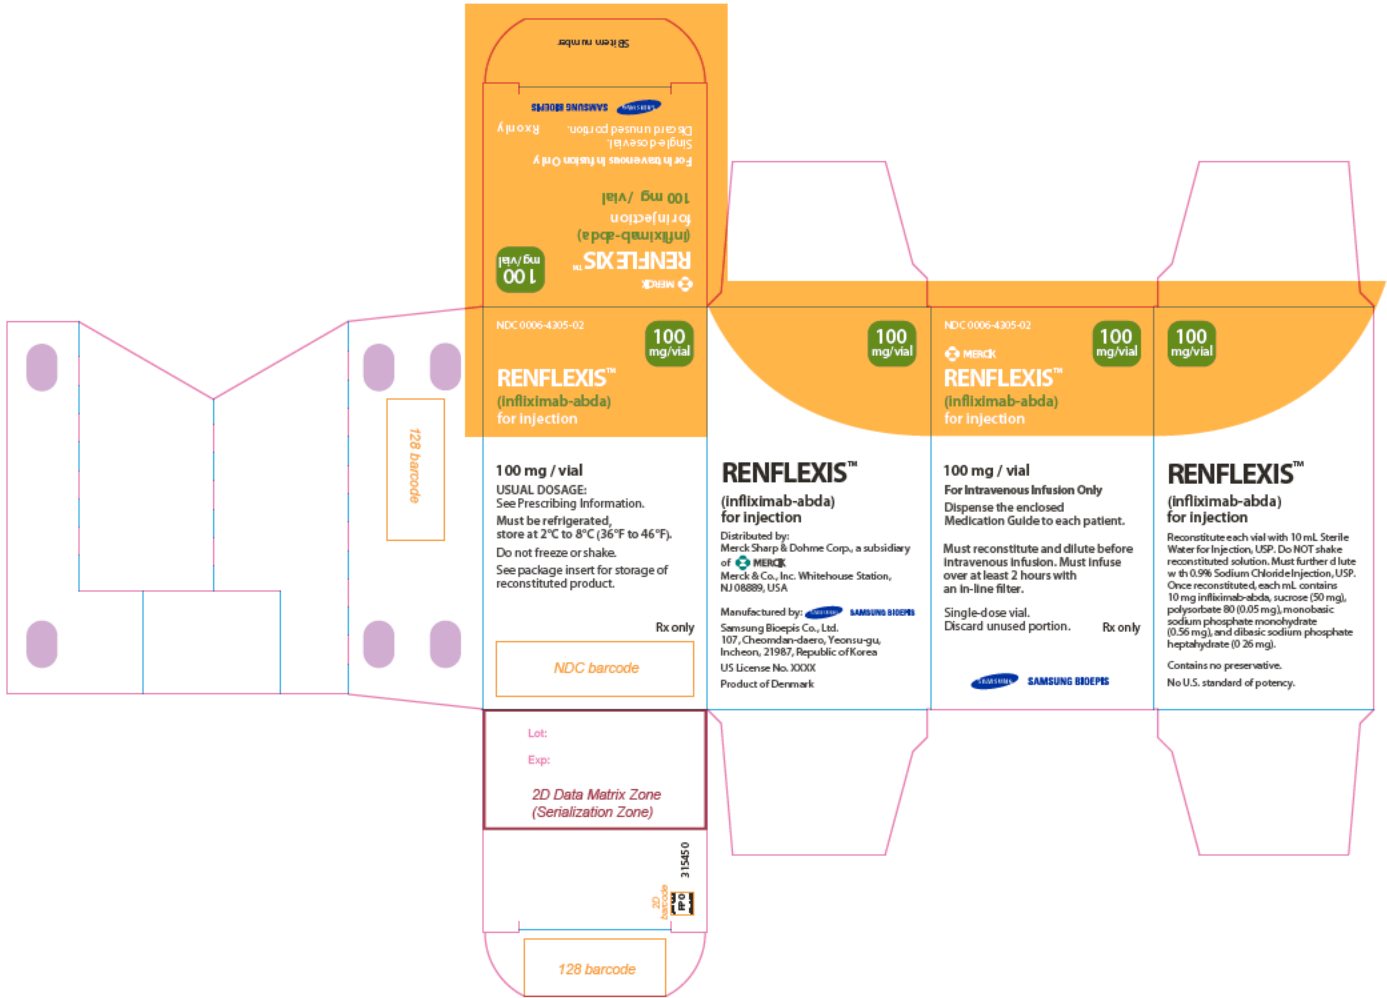 SB item number
SAMSUNG
SAMSUNG BIOEPIS
Single-dose vial.
Discard unused portion.
Rx only
For Intravenous Infusion Only
100 mg / vial
for injection
(infliximab-abda)
RENFLEXIS™
MERCK
100
mg/vial
NDC 0006-4305-02
100
mg/vial
RENFLEXIS™
(infliximab-abda)
for injection
100 mg / vial
USUAL DOSAGE:
See Prescribing Information.
Must be refrigerated,
store at 2°C to 8°C (36°F to 46°F).
Do not freeze or shake.
See package insert for storage of
reconstituted product.
Rx only
NDC barcode
128 barcode
100
mg/vial
RENFLEXIS™
(infliximab-abda)
for injection
Distributed by:
Merck Sharp & Dohme Corp., a subsidiary
of MERCK
Merck & Co., Inc. Whitehouse Station,
NJ 08889, USA
Manufactured by: SAMSUNG SAMSUNG BIOEPIS
Samsung Bioepis Co., Ltd.
107, Cheomdan-daero, Yeonsu-gu,
Incheon, 21987, Republic of Korea
US License No. XXXX
Product of Denmark
NDC 0006-4305-02
100
mg/vial
MERCK
RENFLEXIS™
(infliximab-abda)
for injection
100 mg / vial
For Intravenous Infusion Only
Dispense the enclosed
Medication Guide to each patient.
Must reconstitute and dilute before
Intravenous Infusion. Must infuse
over at least 2 hours with
an in-line filter.
Single-dose vial.
Discard unused portion. Rx only
SAMSUNG SAMSUNG BIOEPIS
100
mg/vial
RENFLEXIS™
(infliximab-abda)
for injection
Reconstitute each vial with 10 mL Sterile
Water for Injection, USP. Do NOT shake
reconstituted solution. Must further d lute
w th 0.9% Sodium Chloride Injection, USP.
Once reconstituted, each mL contains
10 mg infliximab-abda, sucrose (50 mg),
polysorbate 80 (0.05 mg), monobasic
sodium phosphate monohydrate
(0.56 mg), and dibasic sodium phosphate
heptahydrate (0 26 mg).
Contains no preservative.
No U.S. standard of potency.
Lot:
Exp:
2D Data Matrix Zone
(Serialization Zone)
315450
2D
barcode
FPO
128 barcode